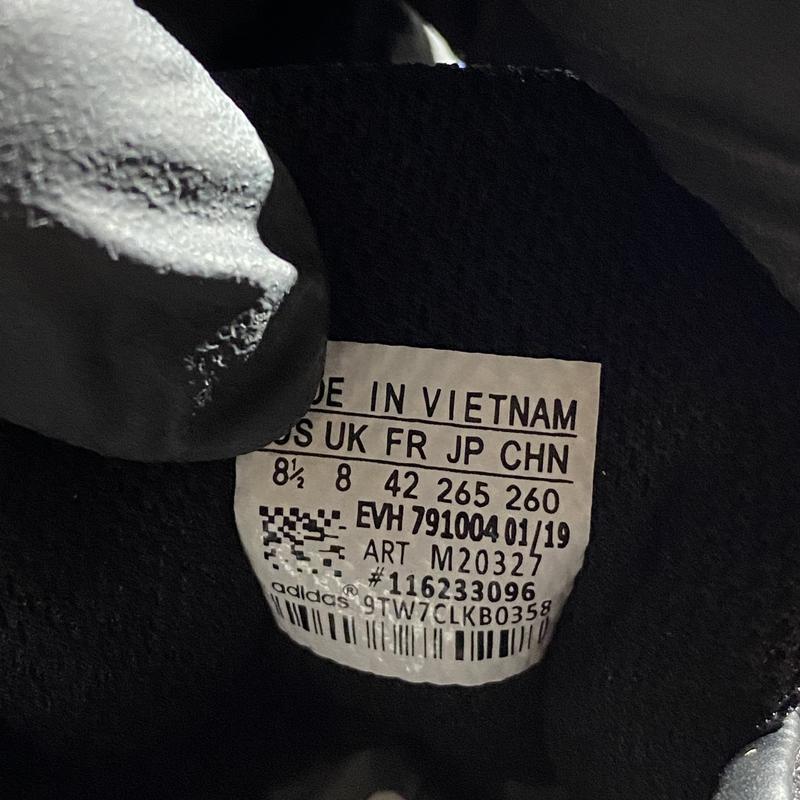 DE IN VIETNAM
US UK FR JP CHN
8½ 8 42 265 260
EVH 791004 01/19
ART M20327
#116233096
adidas® 9TW7CLKB0358